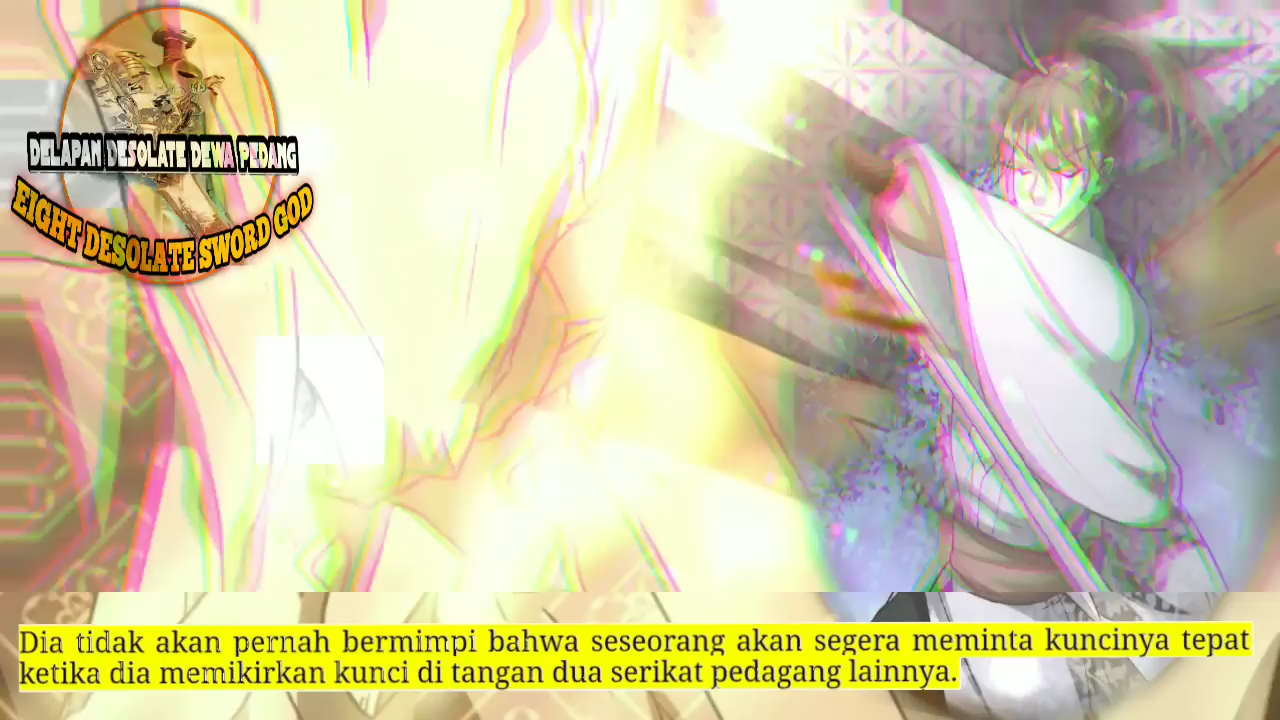 DELAPAN DESOLATE DEWA PEDANG
EIGHT DESOLATE SWORD GOD
Dia tidak akan pernah bermimpi bahwa seseorang akan segera meminta kuncinya tepat
ketika dia memikirkan kunci di tangan dua serikat pedagang lainnya.